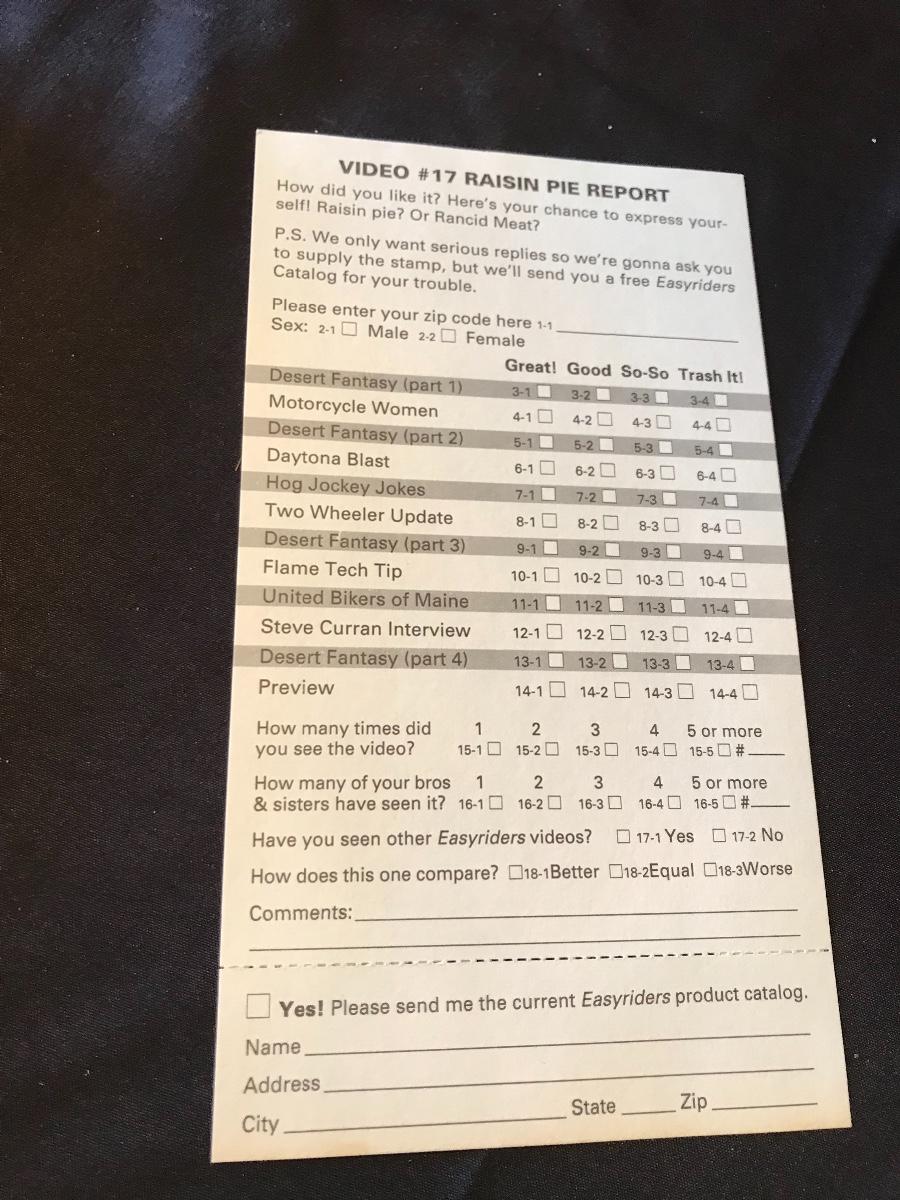 VIDEO #17 RAISIN PIE REPORT
How did you like it? Here's your chance to express your-
self! Raisin pie? Or Rancid Meat?
P.S. We only want serious replies so we're gonna ask you
to supply the stamp, but we'll send you a free Easyriders
Catalog for your trouble.
Please enter your zip code here 1-1
Sex: 2-1 ☐ Male 2-2 ☐ Female
Great! Good So-So Trash It!
Desert Fantasy (part 1) 3-1 ☐ 3-2 ☐ 3-3 ☐ 3-4 ☐
Motorcycle Women 4-1 ☐ 4-2 ☐ 4-3 ☐ 4-4 ☐
Desert Fantasy (part 2) 5-1 ☐ 5-2 ☐ 5-3 ☐ 5-4 ☐
Daytona Blast 6-1 ☐ 6-2 ☐ 6-3 ☐ 6-4 ☐
Hog Jockey Jokes 7-1 ☐ 7-2 ☐ 7-3 ☐ 7-4 ☐
Two Wheeler Update 8-1 ☐ 8-2 ☐ 8-3 ☐ 8-4 ☐
Desert Fantasy (part 3) 9-1 ☐ 9-2 ☐ 9-3 ☐ 9-4 ☐
Flame Tech Tip 10-1 ☐ 10-2 ☐ 10-3 ☐ 10-4 ☐
United Bikers of Maine 11-1 ☐ 11-2 ☐ 11-3 ☐ 11-4 ☐
Steve Curran Interview 12-1 ☐ 12-2 ☐ 12-3 ☐ 12-4 ☐
Desert Fantasy (part 4) 13-1 ☐ 13-2 ☐ 13-3 ☐ 13-4 ☐
Preview 14-1 ☐ 14-2 ☐ 14-3 ☐ 14-4 ☐
How many times did 1 2 3 4 5 or more
you see the video? 15-1 ☐ 15-2 ☐ 15-3 ☐ 15-4 ☐ 15-5 ☐ #
How many of your bros 1 2 3 4 5 or more
& sisters have seen it? 16-1 ☐ 16-2 ☐ 16-3 ☐ 16-4 ☐ 16-5 ☐ #
Have you seen other Easyriders videos? ☐ 17-1 Yes ☐ 17-2 No
How does this one compare? ☐ 18-1 Better ☐ 18-2 Equal ☐ 18-3 Worse
Comments:
☐ Yes! Please send me the current Easyriders product catalog.
Name
Address
City State Zip